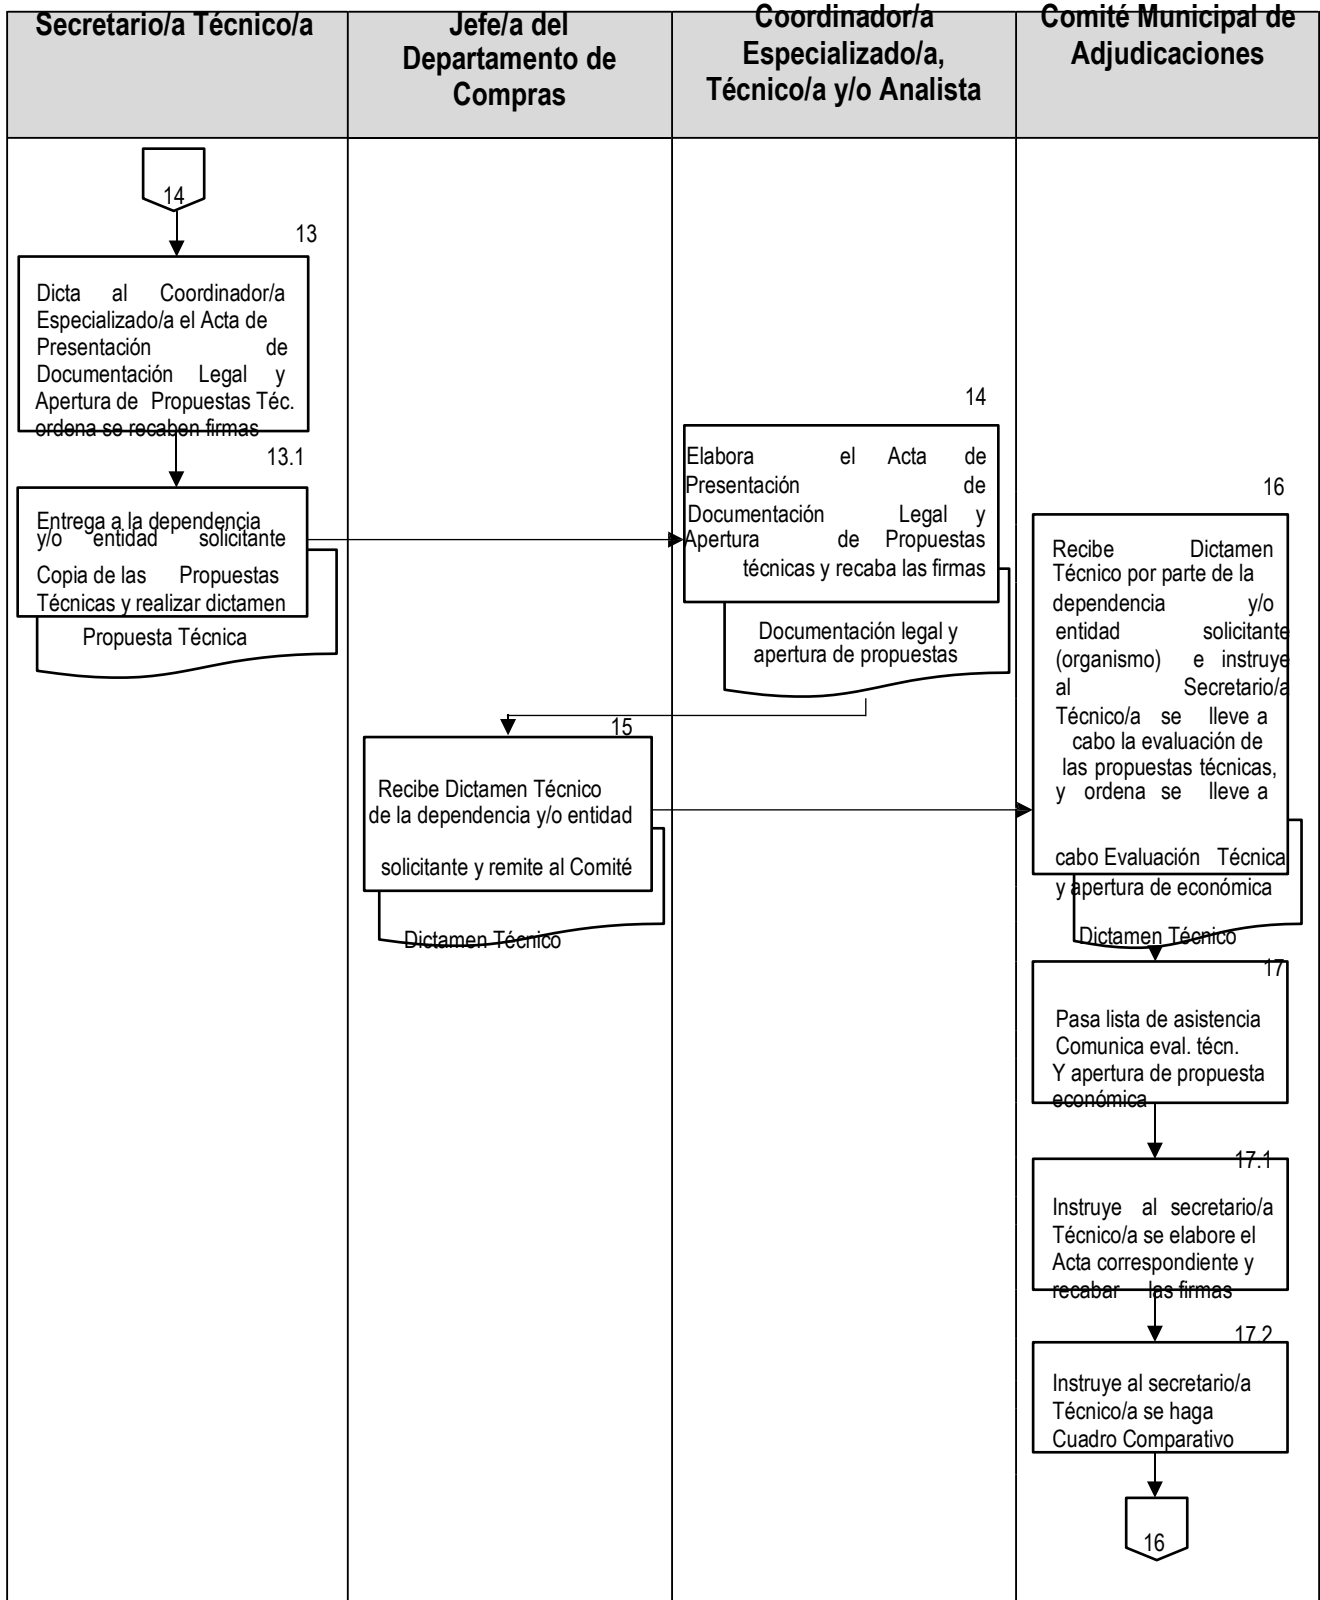 Secretario/a Técnico/a
Jefe/a del
Departamento de
Compras
Coordinador/a
Especializado/a,
Técnico/a y/o Analista
Comité Municipal de
Adjudicaciones
14
13
Dicta al Coordinador/a
Especializado/a el Acta de
Presentación de
Documentación Legal y
Apertura de Propuestas Téc.
ordena se recaben firmas
13.1
Entrega a la dependencia
y/o entidad solicitante
Copia de las Propuestas
Técnicas y realizar dictamen
Propuesta Técnica
14
Elabora el Acta de
Presentación de
Documentación Legal y
Apertura de Propuestas
técnicas y recaba las firmas
Documentación legal y
apertura de propuestas
15
Recibe Dictamen Técnico
de la dependencia y/o entidad
solicitante y remite al Comité
Dictamen Técnico
16
Recibe Dictamen
Técnico por parte de la
dependencia y/o
entidad solicitante
(organismo) e instruye
al Secretario/a
Técnico/a se lleve a
cabo la evaluación de
las propuestas técnicas,
y ordena se lleve a
cabo Evaluación Técnica
y apertura de económica
Dictamen Técnico
17
Pasa lista de asistencia
Comunica eval. técn.
Y apertura de propuesta
económica
17.1
Instruye al secretario/a
Técnico/a se elabore el
Acta correspondiente y
recabar las firmas
17.2
Instruye al secretario/a
Técnico/a se haga
Cuadro Comparativo
16